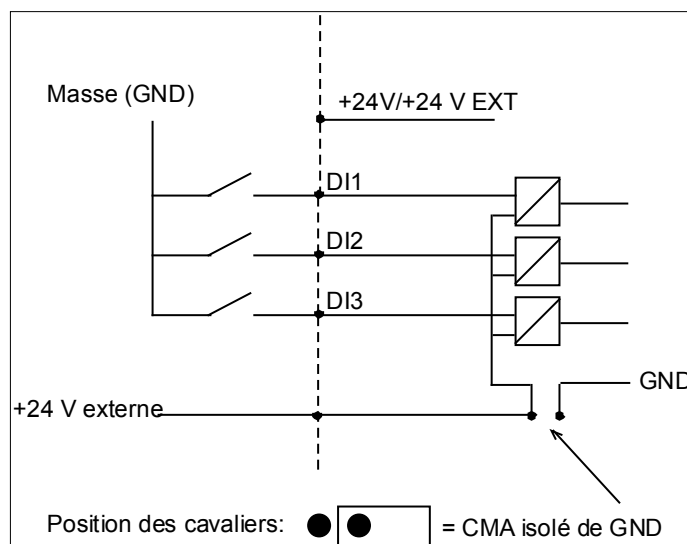 Masse (GND)
+24V/+24 V EXT
DI1
DI2
DI3
GND
+24 V externe
Position des cavaliers: = CMA isolé de GND